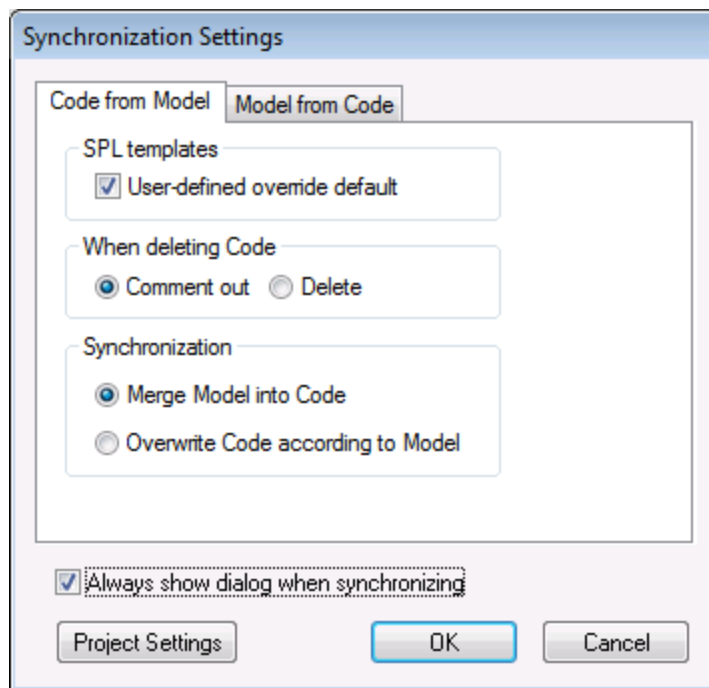 Synchronization Settings
Code from Model Model from Code
SPL templates
User-defined override default
When deleting Code
Comment out Delete
Synchronization
Merge Model into Code
Overwrite Code according to Model
Always show dialog when synchronizing
Project Settings OK Cancel